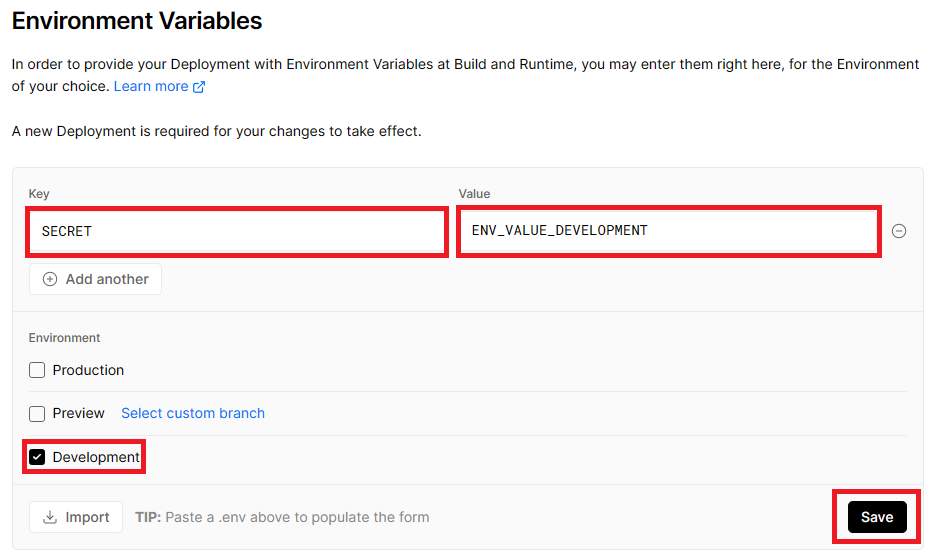 Environment Variables
In order to provide your Deployment with Environment Variables at Build and Runtime, you may enter them right here, for the Environment
of your choice. Learn more
A new Deployment is required for your changes to take effect.
Key Value
SECRET ENV_VALUE_DEVELOPMENT
Add another
Environment
Production
Preview Select custom branch
Development
Import TIP: Paste a .env above to populate the form Save